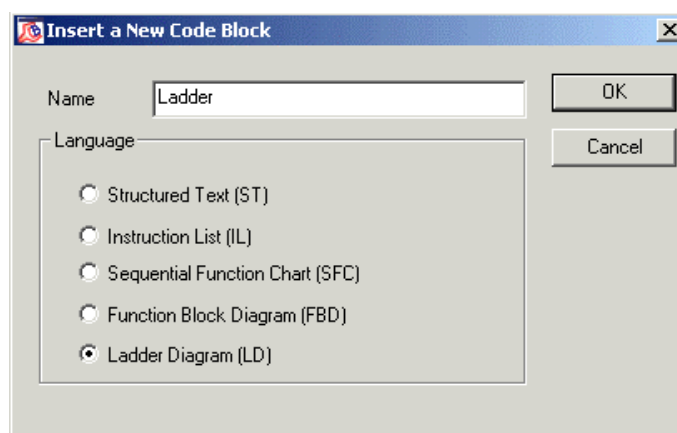 Insert a New Code Block
Name
Ladder
OK
Cancel
Language
Structured Text (ST)
Instruction List (IL)
Sequential Function Chart (SFC)
Function Block Diagram (FBD)
Ladder Diagram (LD)